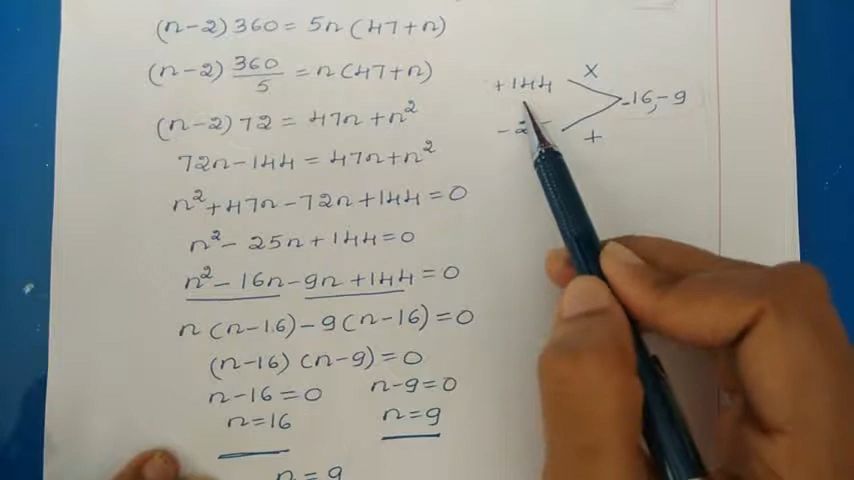 (n-2) 360 = 5n (47+n)
(n-2) 360/5 = n(47+n)
(n-2) 72 = 47n + n²
72n - 144 = 47n + n²
n² + 47n - 72n + 144 = 0
n² - 25n + 144 = 0
n² - 16n - 9n + 144 = 0
n (n-16) - 9 (n-16) = 0
(n-16) (n-9) = 0
n-16 = 0 n-9 = 0
n = 16 n = 9
n = 9
+144 ×
-16, -9
+